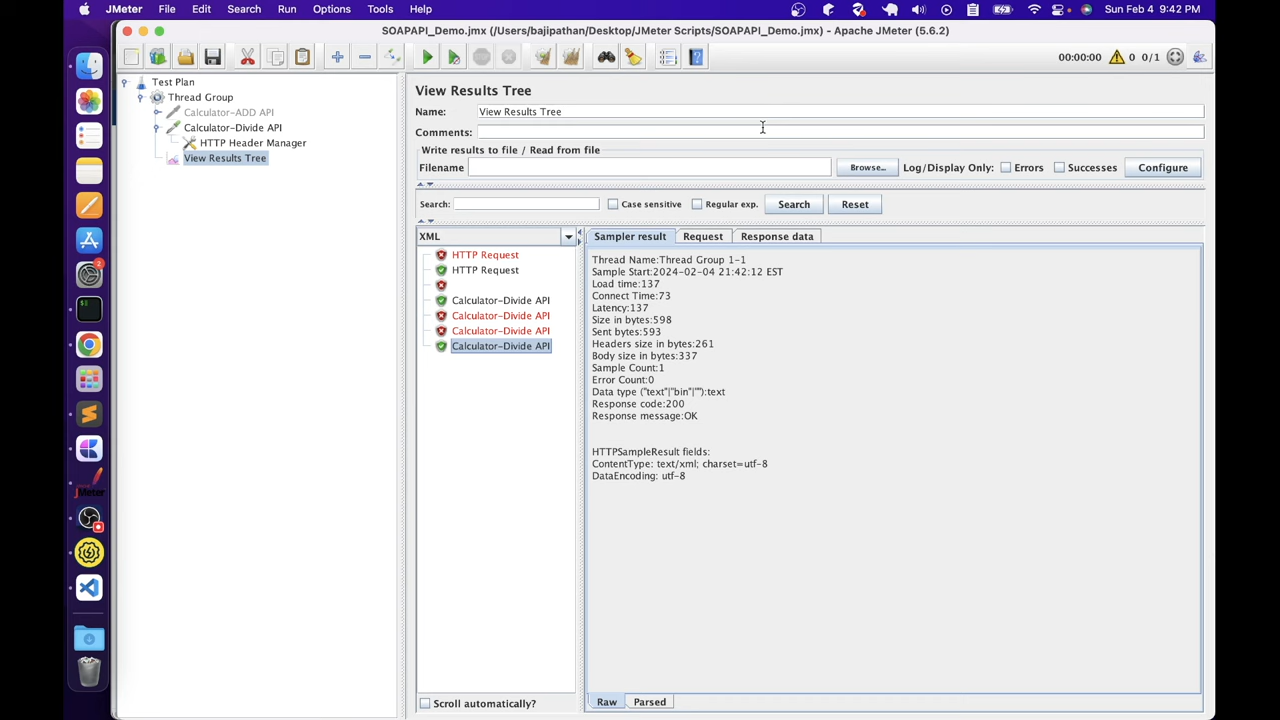 JMeter File Edit Search Run Options Tools Help
Sun Feb 4 9:42 PM
SOAPAPI_Demo.jmx (/Users/bajipathan/Desktop/JMeter Scripts/SOAPAPI_Demo.jmx) - Apache JMeter (5.6.2)
00:00:00 0 0/1
Test Plan
Thread Group
Calculator-ADD API
Calculator-Divide API
HTTP Header Manager
View Results Tree
View Results Tree
Name: View Results Tree
Comments:
Write results to file / Read from file
Filename Browse... Log/Display Only: Errors Successes Configure
Search: Case sensitive Regular exp. Search Reset
XML
HTTP Request
HTTP Request
Calculator-Divide API
Calculator-Divide API
Calculator-Divide API
Calculator-Divide API
Scroll automatically?
Sampler result Request Response data
Thread Name:Thread Group 1-1
Sample Start:2024-02-04 21:42:12 EST
Load time:137
Connect Time:73
Latency:137
Size in bytes:598
Sent bytes:593
Headers size in bytes:261
Body size in bytes:337
Sample Count:1
Error Count:0
Data type ("text"|"bin"|""):text
Response code:200
Response message:OK
HTTPSampleResult fields:
ContentType: text/xml; charset=utf-8
DataEncoding: utf-8
Raw Parsed
2
JMeter